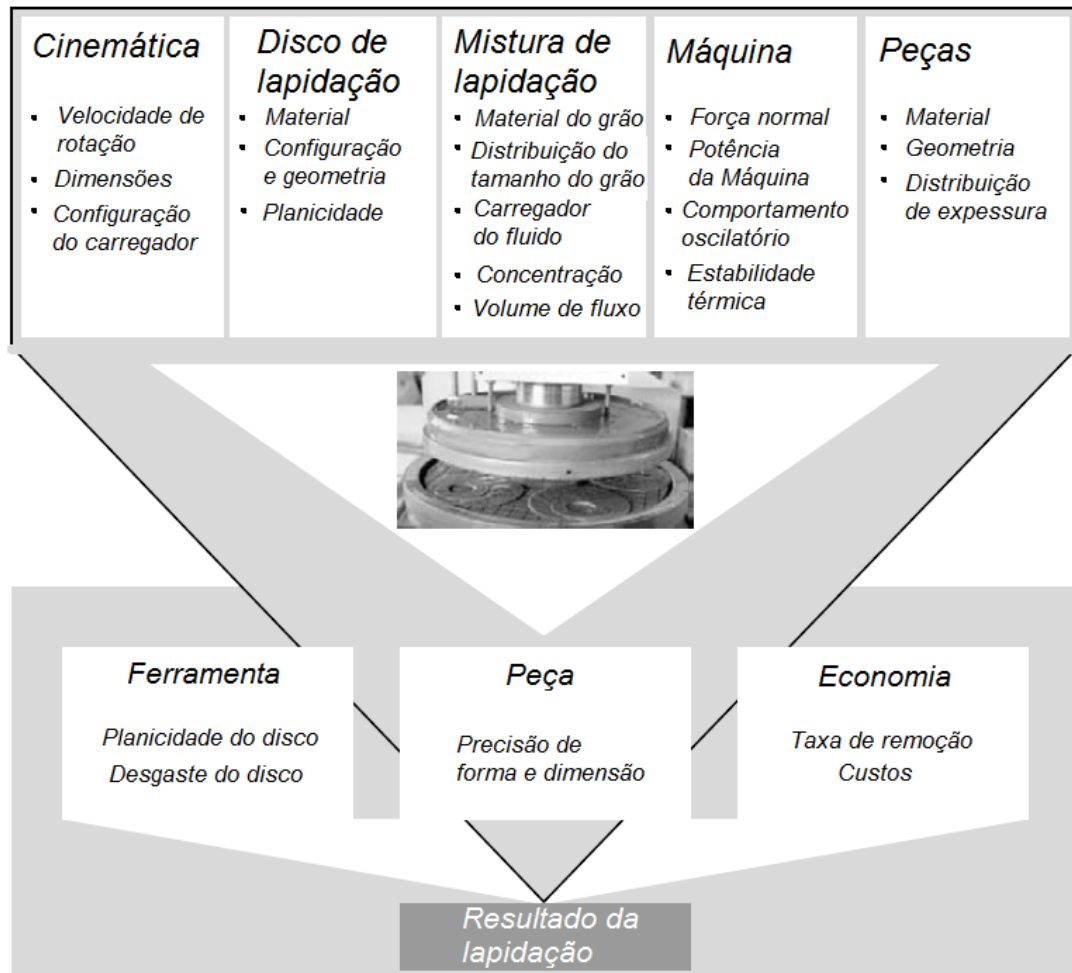 Cinemática
Velocidade de
rotação
Dimensões
Configuração
do carregador
Disco de
lapidação
Material
Configuração
e geometria
Planicidade
Mistura de
lapidação
Material do grão
Distribuição do
tamanho do grão
Carregador
do fluido
Concentração
Volume de fluxo
Máquina
Força normal
Potência
da Máquina
Comportamento
oscilatório
Estabilidade
térmica
Peças
Material
Geometria
Distribuição
de expessura
Ferramenta
Planicidade do disco
Desgaste do disco
Peça
Precisão de
forma e dimensão
Economia
Taxa de remoção
Custos
Resultado da
lapidação